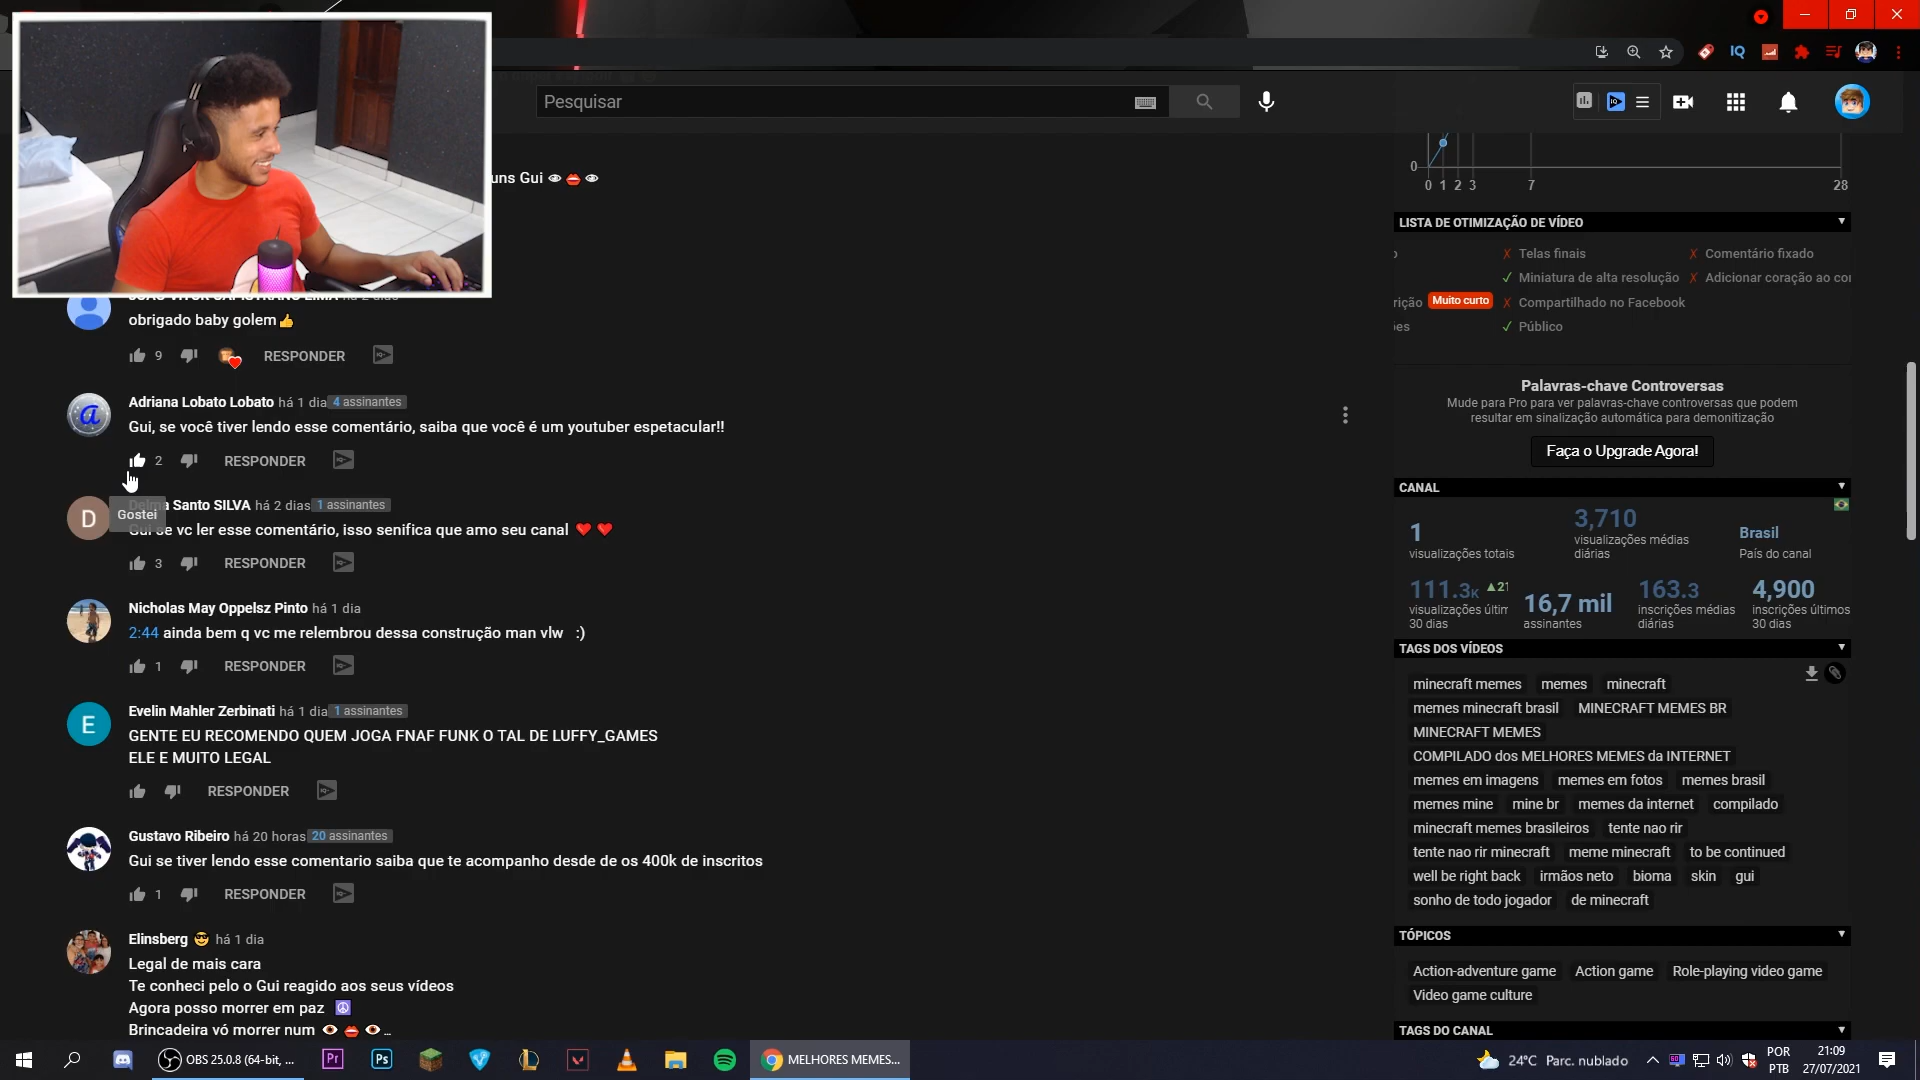 Pesquisar
uns Gui 👁👄👁
obrigado baby golem👍
9 RESPONDER
Adriana Lobato Lobato há 1 dia 4 assinantes
Gui, se você tiver lendo esse comentário, saiba que você é um youtuber espetacular!!
2 RESPONDER
Delma Santo SILVA há 2 dias 1 assinantes
Gostei
Gui se vc ler esse comentário, isso senifica que amo seu canal ❤ ❤
3 RESPONDER
Nicholas May Oppelsz Pinto há 1 dia
2:44 ainda bem q vc me relembrou dessa construção man vlw :)
1 RESPONDER
Evelin Mahler Zerbinati há 1 dia 1 assinantes
GENTE EU RECOMENDO QUEM JOGA FNAF FUNK O TAL DE LUFFY_GAMES
ELE E MUITO LEGAL
RESPONDER
Gustavo Ribeiro há 20 horas 20 assinantes
Gui se tiver lendo esse comentario saiba que te acompanho desde de os 400k de inscritos
1 RESPONDER
Elinsberg 😎 há 1 dia
Legal de mais cara
Te conheci pelo o Gui reagido aos seus vídeos
Agora posso morrer em paz ☮
Brincadeira vó morrer num 👁👄👁..
IQ
0
0 1 2 3 7 28
LISTA DE OTIMIZAÇÃO DE VÍDEO
Telas finais Comentário fixado
Miniatura de alta resolução Adicionar coração ao cor
rição Muito curto Compartilhado no Facebook
ões Público
Palavras-chave Controversas
Mude para Pro para ver palavras-chave controversas que podem
resultar em sinalização automática para demonitização
Faça o Upgrade Agora!
CANAL
1 3,710 Brasil
visualizações totais visualizações médias diárias País do canal
111.3K ▲21 16,7 mil 163.3 4,900
visualizações últim 30 dias assinantes inscrições médias diárias inscrições últimos 30 dias
TAGS DOS VÍDEOS
minecraft memes memes minecraft
memes minecraft brasil MINECRAFT MEMES BR
MINECRAFT MEMES
COMPILADO dos MELHORES MEMES da INTERNET
memes em imagens memes em fotos memes brasil
memes mine mine br memes da internet compilado
minecraft memes brasileiros tente nao rir
tente nao rir minecraft meme minecraft to be continued
well be right back irmãos neto bioma skin gui
sonho de todo jogador de minecraft
TÓPICOS
Action-adventure game Action game Role-playing video game
Video game culture
TAGS DO CANAL
OBS 25.0.8 (64-bit, ... Pr Ps MELHORES MEMES... 24°C Parc. nublado POR PTB 21:09 27/07/2021